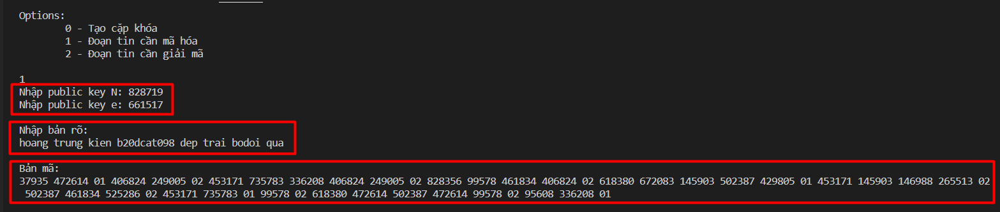 Options:
0 - Tạo cặp khóa
1 - Đoạn tin cần mã hóa
2 - Đoạn tin cần giải mã
1
Nhập public key N: 828719
Nhập public key e: 661517
Nhập bản rõ:
hoang trung kien b20dcat098 dep trai bodoi qua
Bản mã:
37935 472614 01 406824 249005 02 453171 735783 336208 406824 249005 02 828356 99578 461834 406824 02 618380 672083 145903 502387 429805 01 453171 145903 146988 265513 02
502387 461834 525286 02 453171 735783 01 99578 02 618380 472614 502387 472614 99578 02 95608 336208 01